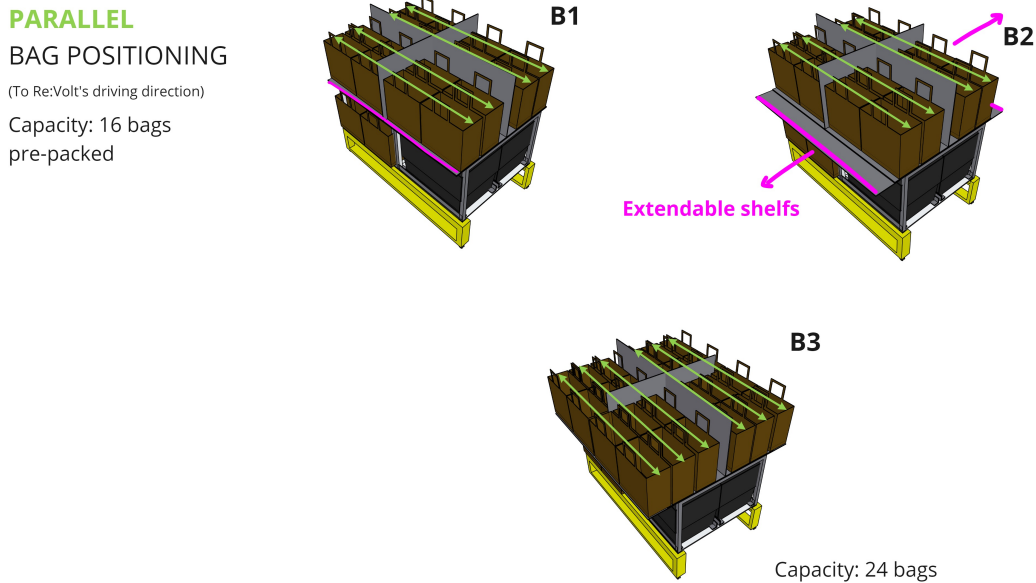 PARALLEL
BAG POSITIONING
(To Re:Volt's driving direction)
Capacity: 16 bags
pre-packed
B1
B2
Extendable shelfs
B3
Capacity: 24 bags